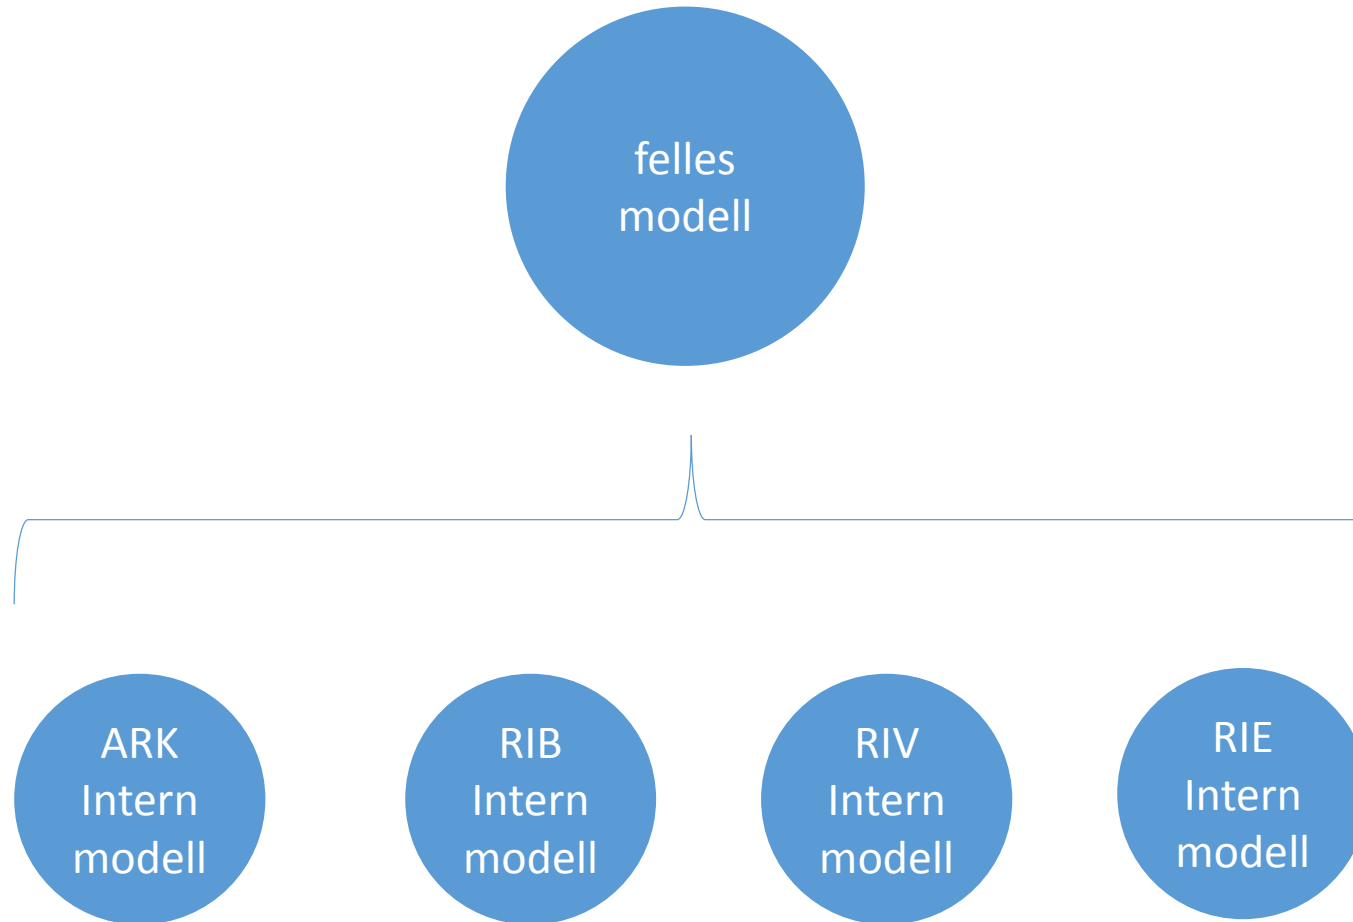 felles
modell
ARK
Intern
modell
RIB
Intern
modell
RIV
Intern
modell
RIE
Intern
modell